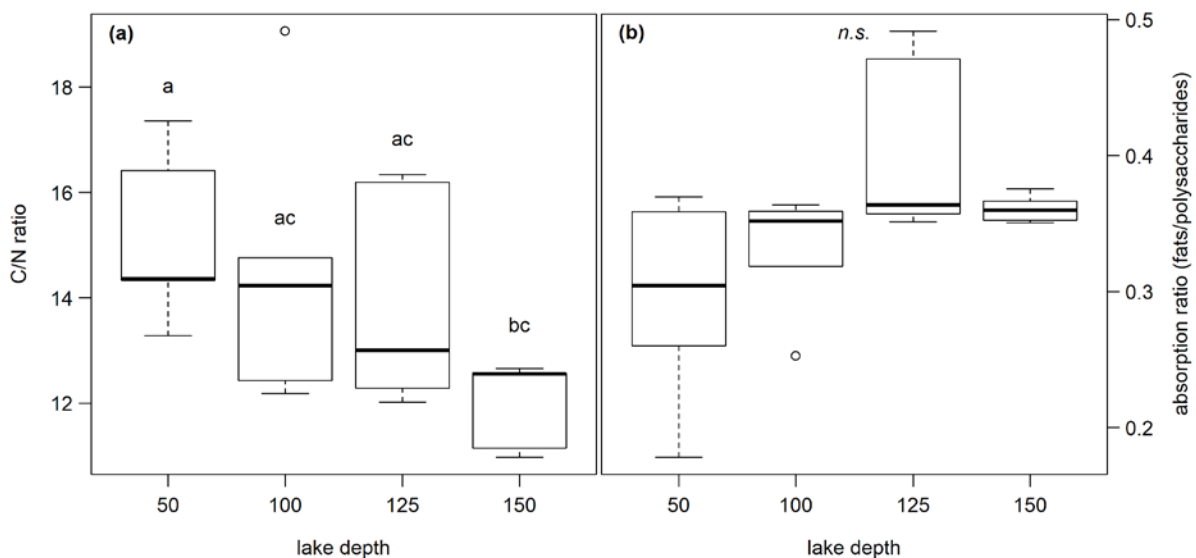 (a)
a
ac
ac
bc
18
16
14
12
C/N ratio
50 100 125 150
lake depth
(b)
n.s.
0.5
0.4
0.3
0.2
absorption ratio (fats/polysaccharides)
50 100 125 150
lake depth